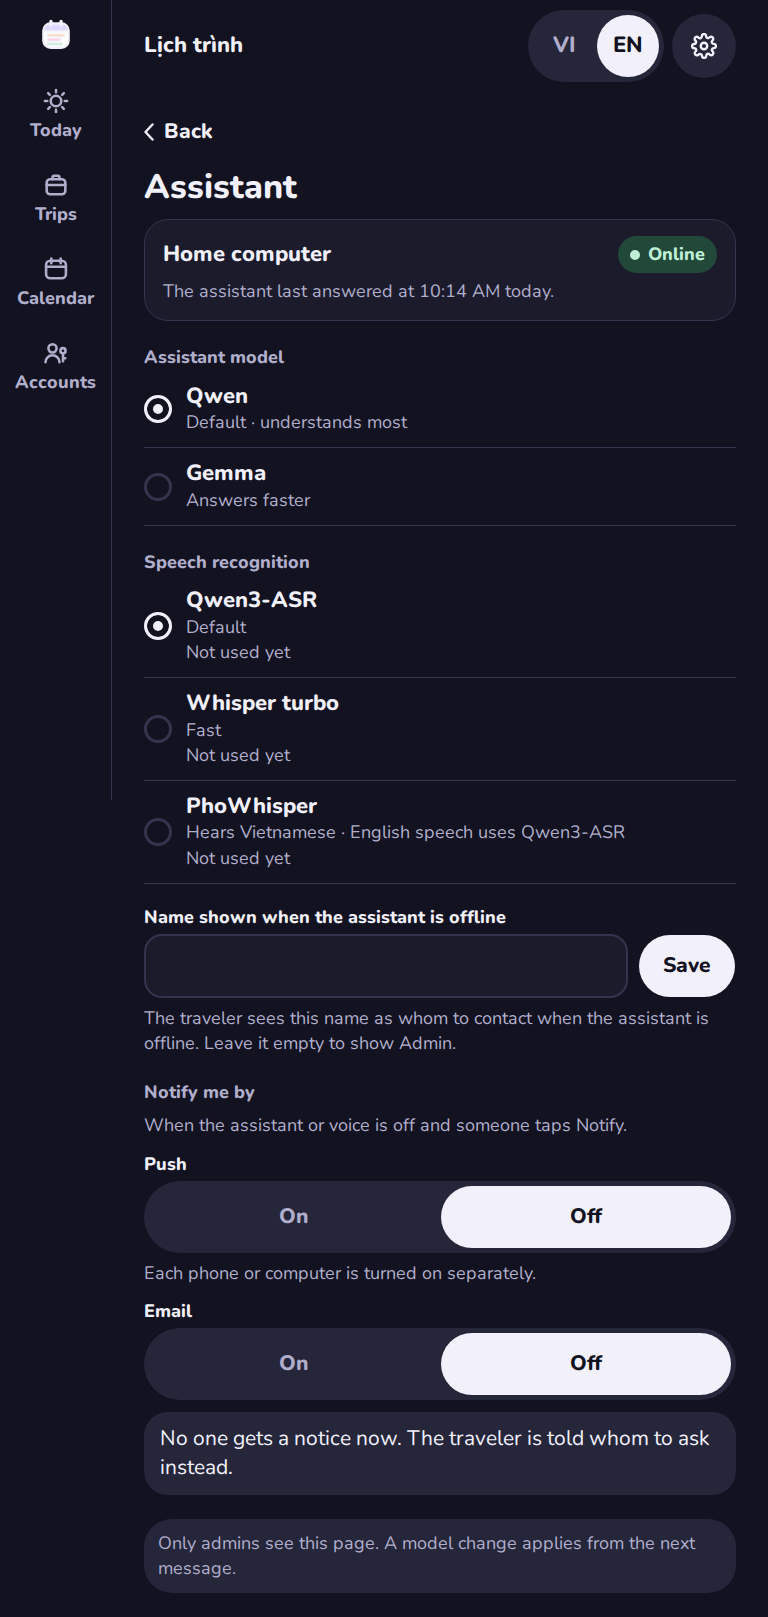 Lịch trình
VI
EN
Today
Trips
Calendar
Accounts
Back
Assistant
Home computer
Online
The assistant last answered at 10:14 AM today.
Assistant model
Qwen
Default · understands most
Gemma
Answers faster
Speech recognition
Qwen3-ASR
Default
Not used yet
Whisper turbo
Fast
Not used yet
PhoWhisper
Hears Vietnamese · English speech uses Qwen3-ASR
Not used yet
Name shown when the assistant is offline
Save
The traveler sees this name as whom to contact when the assistant is
offline. Leave it empty to show Admin.
Notify me by
When the assistant or voice is off and someone taps Notify.
Push
On
Off
Each phone or computer is turned on separately.
Email
On
Off
No one gets a notice now. The traveler is told whom to ask
instead.
Only admins see this page. A model change applies from the next
message.